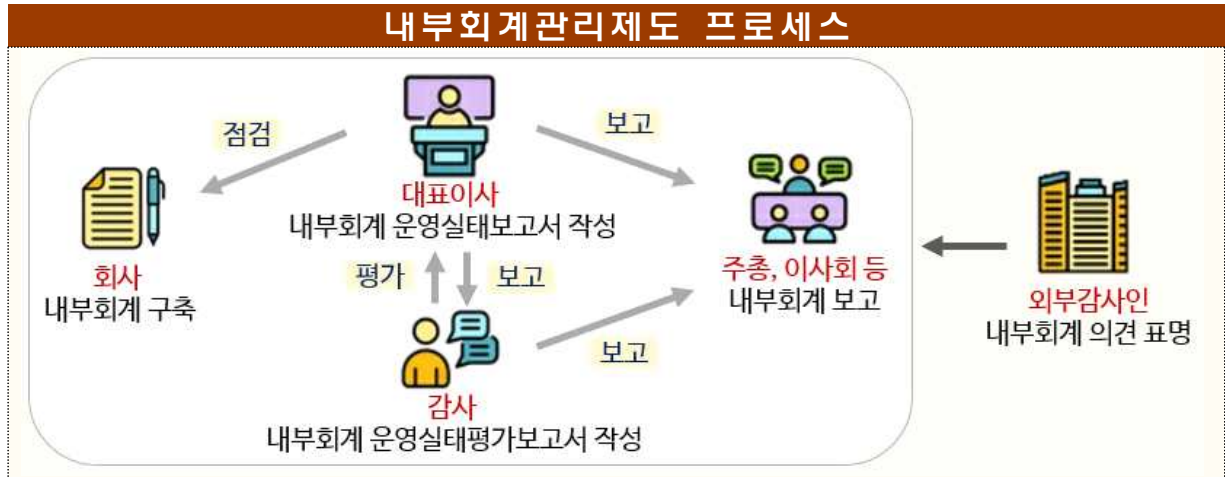 내부회계관리제도 프로세스
점검
보고
대표이사
내부회계 운영실태보고서 작성
회사
내부회계 구축
평가
보고
주총, 이사회 등
내부회계 보고
외부감사인
내부회계 의견 표명
보고
감사
내부회계 운영실태평가보고서 작성